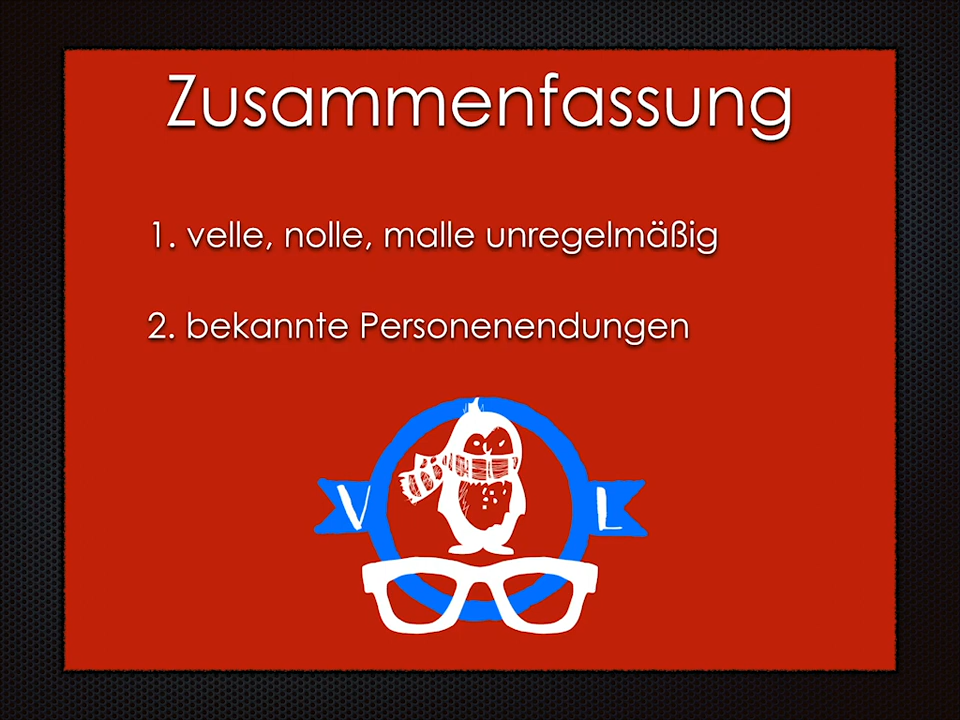 Zusammenfassung
1. velle, nolle, malle unregelmäßig
2. bekannte Personenendungen
V L